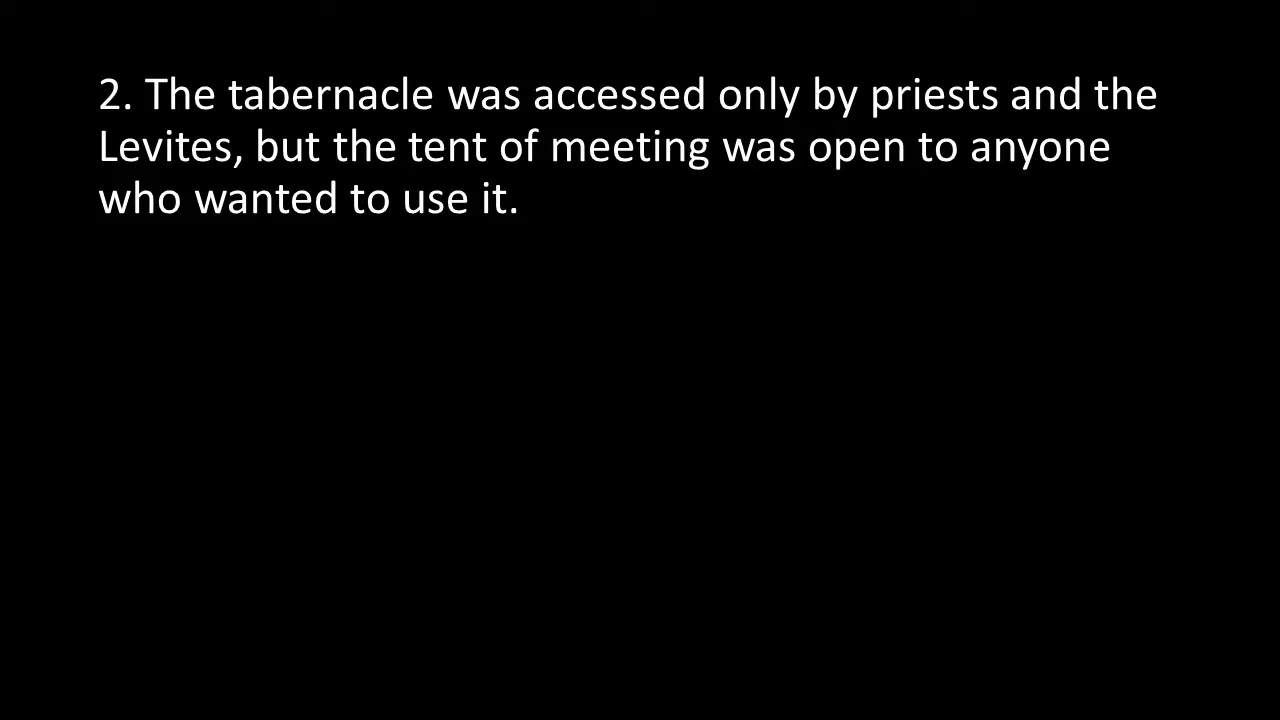 2. The tabernacle was accessed only by priests and the
Levites, but the tent of meeting was open to anyone
who wanted to use it.